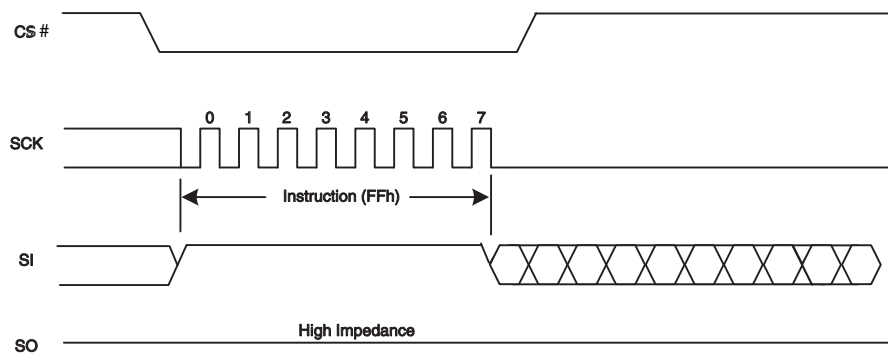 CS #
0 1 2 3 4 5 6 7
SCK
Instruction (FFh)
SI
High Impedance
SO